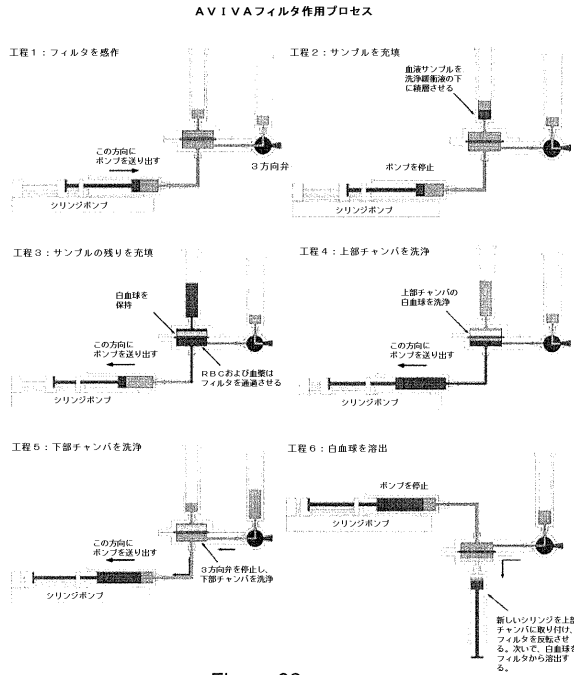 AVIVAフィルタ作用プロセス
工程1：フィルタを感作
この方向に
ポンプを送り出す
3方向弁
シリンジポンプ
工程2：サンプルを充填
血液サンプルを
洗浄緩衝液の下
に積層させる
ポンプを停止
シリンジポンプ
工程3：サンプルの残りを充填
白血球を
保持
この方向に
ポンプを送り出す
RBCおよび血漿は
フィルタを通過させる
シリンジポンプ
工程4：上部チャンバを洗浄
上部チャンバの
白血球を洗浄
この方向に
ポンプを送り出す
シリンジポンプ
工程5：下部チャンバを洗浄
この方向に
ポンプを送り出す
3方向弁を停止し、
下部チャンバを洗浄
シリンジポンプ
工程6：白血球を溶出
ポンプを停止
シリンジポンプ
新しいシリンジを上部
チャンバに取り付け、
フィルタを反転させ
る。次いで、白血球を
フィルタから溶出す
る。